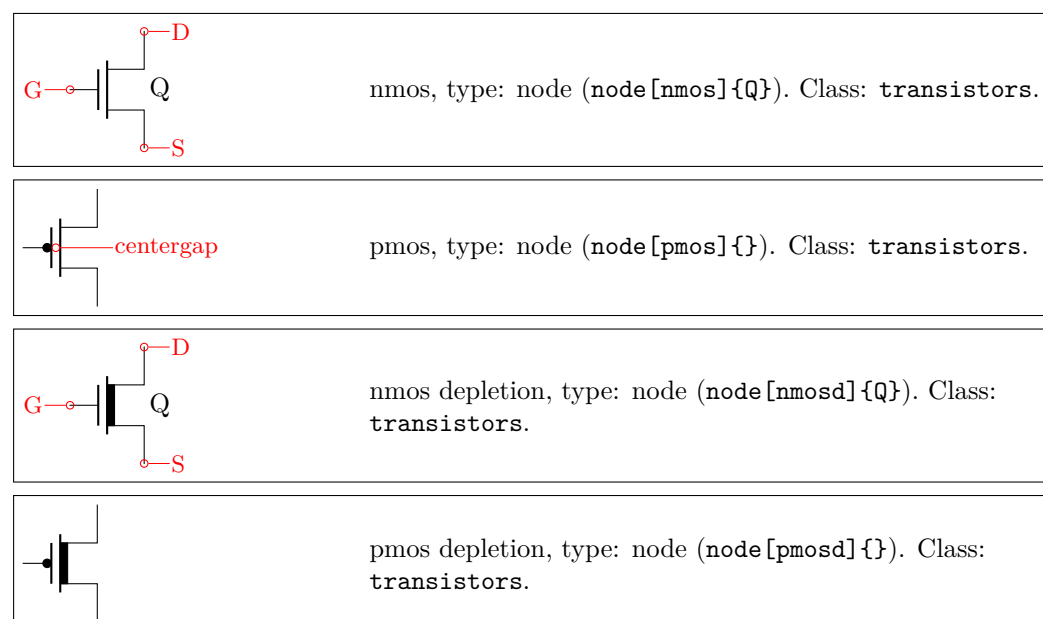 D
G
Q
S
nmos, type: node (node[nmos]{Q}). Class: transistors.
centergap
pmos, type: node (node[pmos]{}). Class: transistors.
D
G
Q
S
nmos depletion, type: node (node[nmosd]{Q}). Class:
transistors.
pmos depletion, type: node (node[pmosd]{}). Class:
transistors.